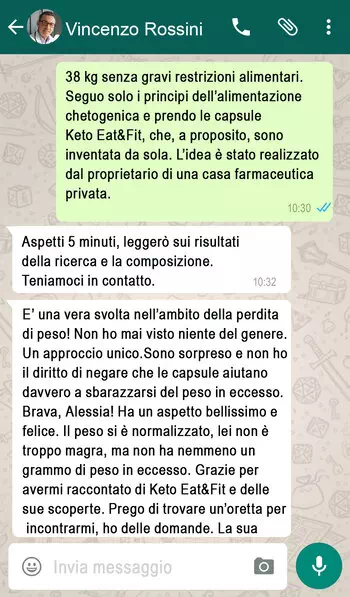 Vincenzo Rossini
38 kg senza gravi restrizioni alimentari.
Seguo solo i principi dell'alimentazione
chetogenica e prendo le capsule
Keto Eat&Fit, che, a proposito, sono
inventata da sola. L'idea è stato realizzato
dal proprietario di una casa farmaceutica
privata.
10:30
Aspetti 5 minuti, leggerò sui risultati
della ricerca e la composizione.
Teniamoci in contatto.
10:32
E' una vera svolta nell'ambito della perdita
di peso! Non ho mai visto niente del genere.
Un approccio unico.Sono sorpreso e non ho
il diritto di negare che le capsule aiutano
davvero a sbarazzarsi del peso in eccesso.
Brava, Alessia! Ha un aspetto bellissimo e
felice. Il peso si è normalizzato, lei non è
troppo magra, ma non ha nemmeno un
grammo di peso in eccesso. Grazie per
avermi raccontato di Keto Eat&Fit e delle
sue scoperte. Prego di trovare un'oretta per
incontrarmi, ho delle domande. La sua
Invia messaggio